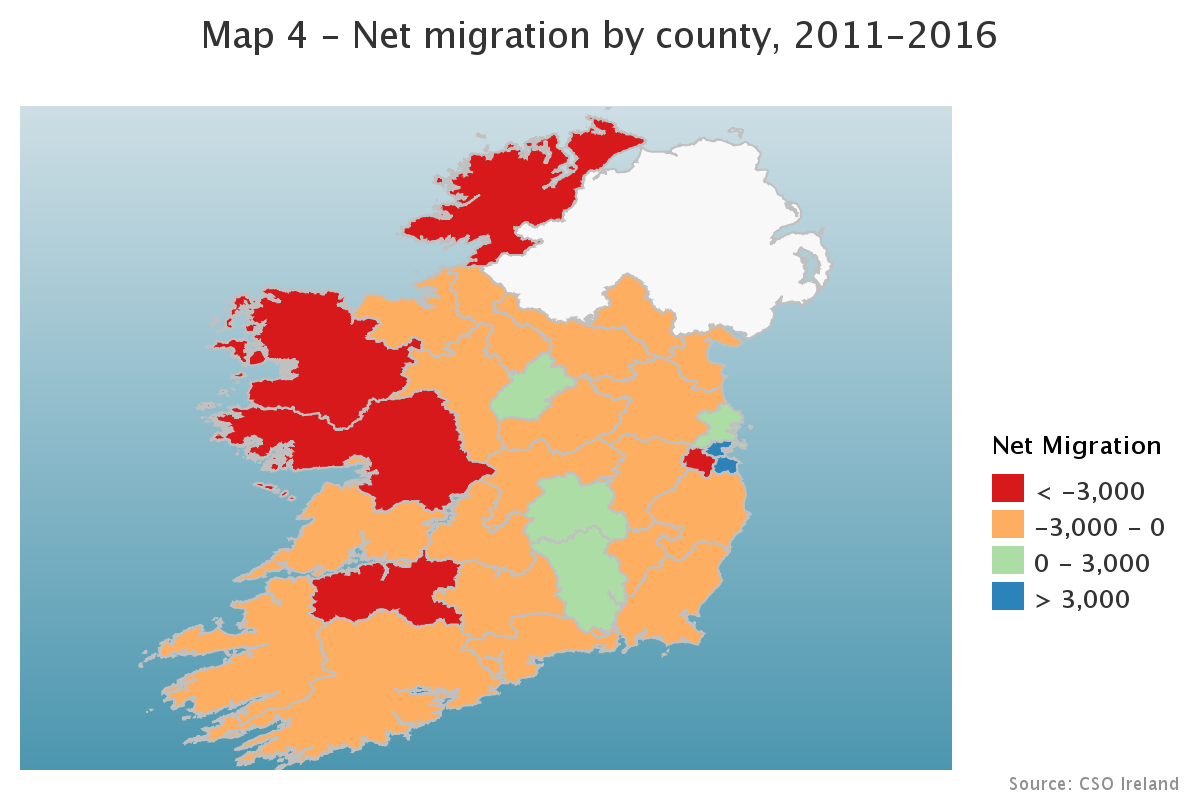 Map 4 – Net migration by county, 2011–2016
Net Migration
< -3,000
-3,000 - 0
0 - 3,000
> 3,000
Source: CSO Ireland